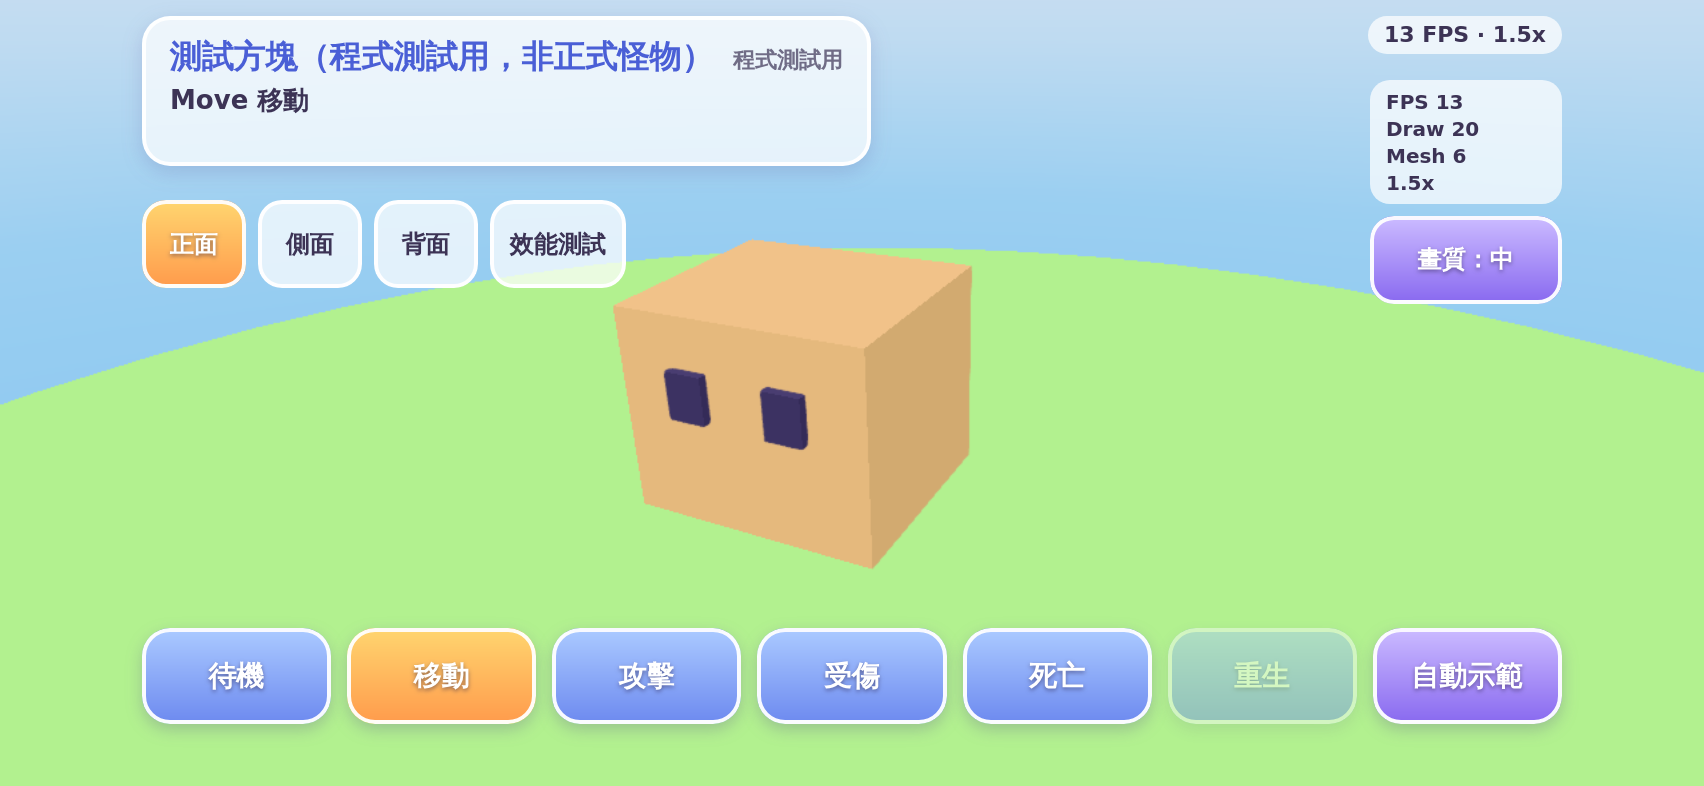 測試方塊（程式測試用，非正式怪物） 程式測試用
Move 移動
13 FPS · 1.5x
FPS 13
Draw 20
Mesh 6
1.5x
正面
側面
背面
效能測試
畫質：中
待機
移動
攻擊
受傷
死亡
重生
自動示範